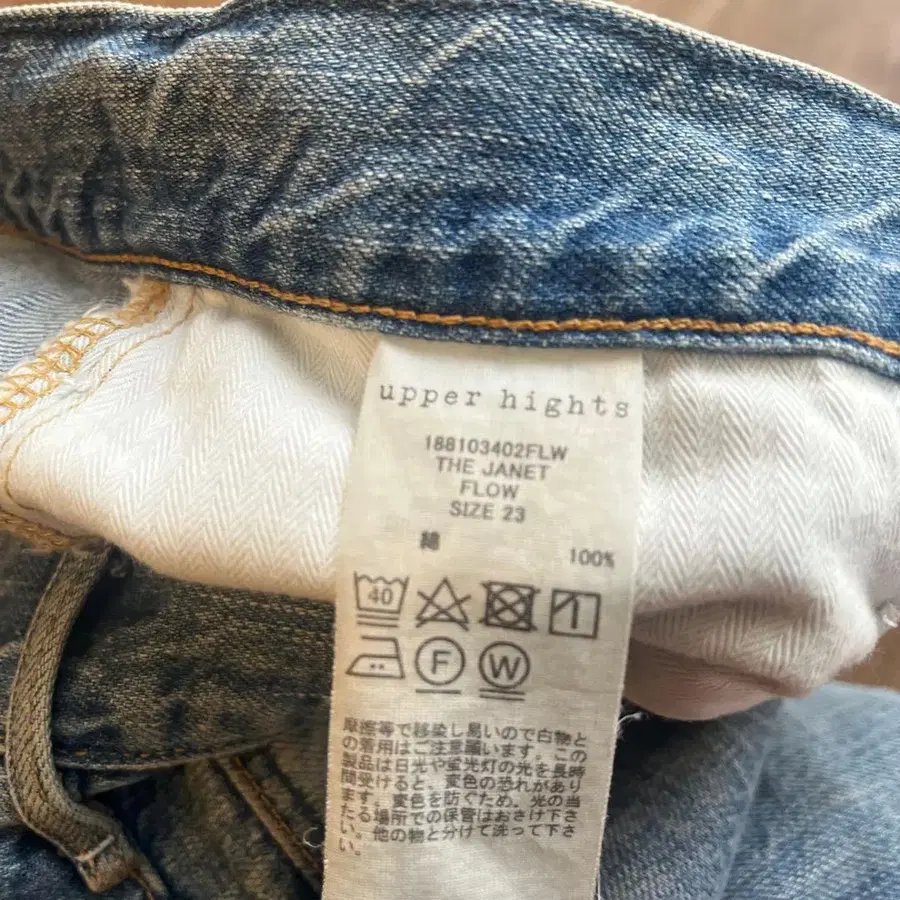 upper hights
188103402FLW
THE JANET
FLOW
SIZE 23
綿 100%
40
F W
摩擦等で移染し易いので白物と
の着用はご注意願います。この
製品は日光や蛍光灯の光を長時
間受けると、変色の恐れがあり
ます。変色を防ぐため、光の当
たる場所での保管はお避け下さ
い。他の物と分けて洗って下さ
い。